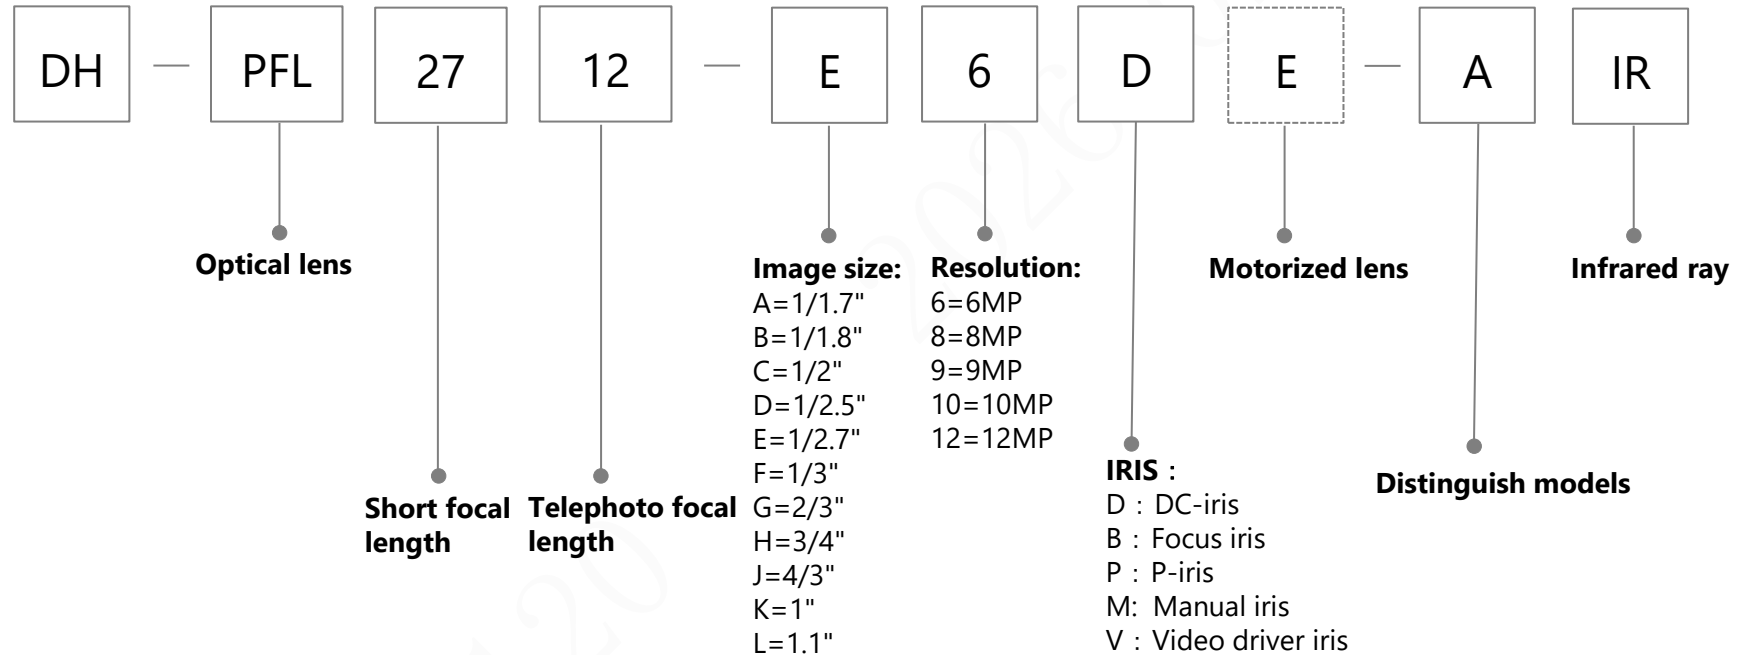 DH — PFL 27 12 — E 6 D E — A IR
Optical lens
Short focal
length
Telephoto focal
length
Image size:
A=1/1.7"
B=1/1.8"
C=1/2"
D=1/2.5"
E=1/2.7"
F=1/3"
G=2/3"
H=3/4"
J=4/3"
K=1"
L=1.1"
Resolution:
6=6MP
8=8MP
9=9MP
10=10MP
12=12MP
IRIS：
D：DC-iris
B：Focus iris
P：P-iris
M: Manual iris
V：Video driver iris
Motorized lens
Distinguish models
Infrared ray